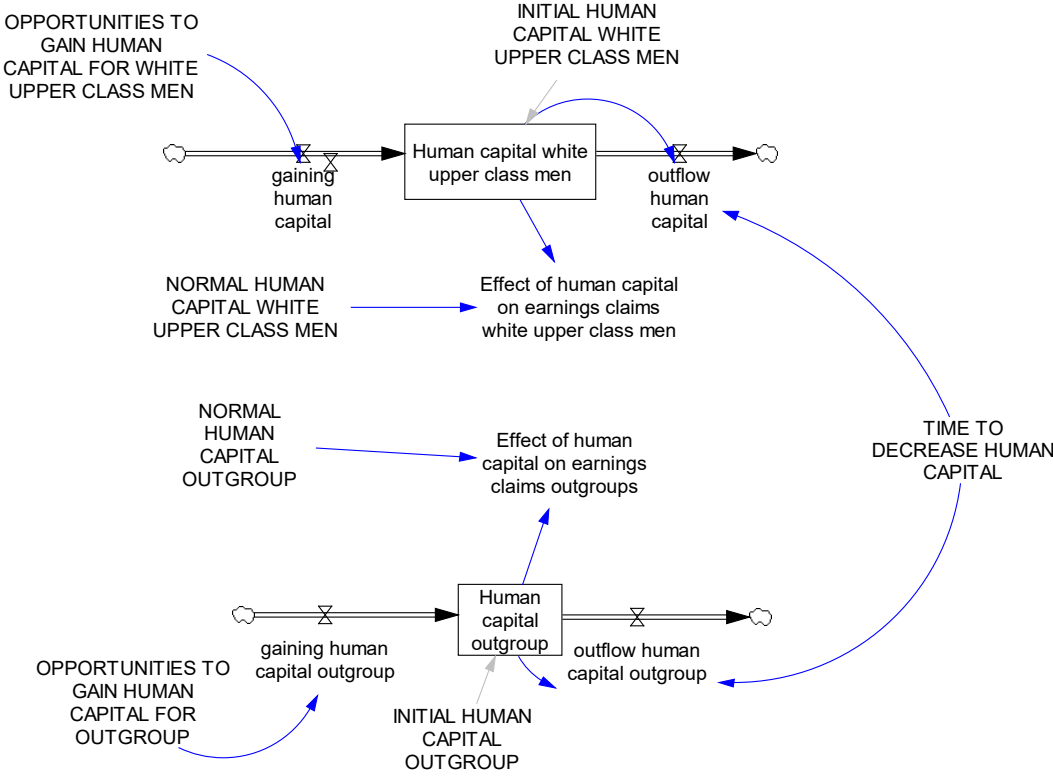 OPPORTUNITIES TO
GAIN HUMAN
CAPITAL FOR WHITE
UPPER CLASS MEN
INITIAL HUMAN
CAPITAL WHITE
UPPER CLASS MEN
Human capital white
upper class men
gaining
human
capital
outflow
human
capital
NORMAL HUMAN
CAPITAL WHITE
UPPER CLASS MEN
Effect of human capital
on earnings claims
white upper class men
NORMAL
HUMAN
CAPITAL
OUTGROUP
Effect of human
capital on earnings
claims outgroups
TIME TO
DECREASE HUMAN
CAPITAL
Human
capital
outgroup
gaining human
capital outgroup
outflow human
capital outgroup
OPPORTUNITIES TO
GAIN HUMAN
CAPITAL FOR
OUTGROUP
INITIAL HUMAN
CAPITAL
OUTGROUP